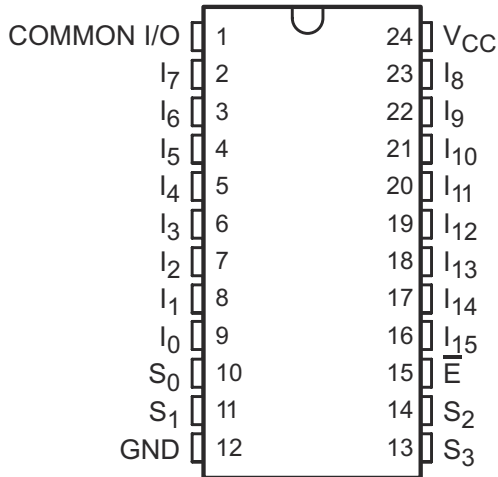 COMMON I/O 1 24 VCC
I7 2 23 I8
I6 3 22 I9
I5 4 21 I10
I4 5 20 I11
I3 6 19 I12
I2 7 18 I13
I1 8 17 I14
I0 9 16 I15
S0 10 15 E̅
S1 11 14 S2
GND 12 13 S3